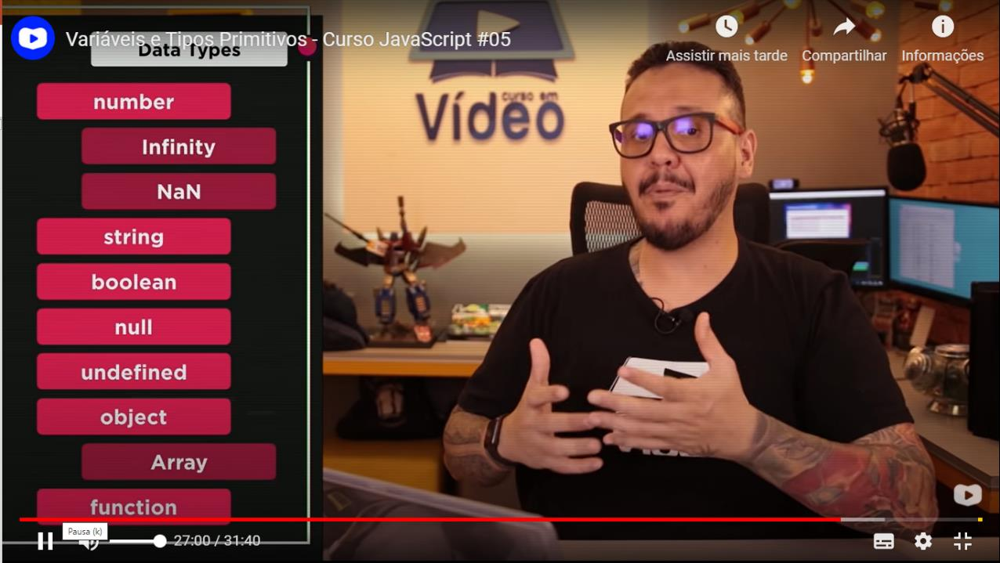 Variáveis e Tipos Primitivos - Curso JavaScript #05
Assistir mais tarde
Compartilhar
Informações
Data Types
number
Infinity
NaN
string
boolean
null
undefined
object
Array
function
curso em
Vídeo
Pausa (k)
27:00 / 31:40